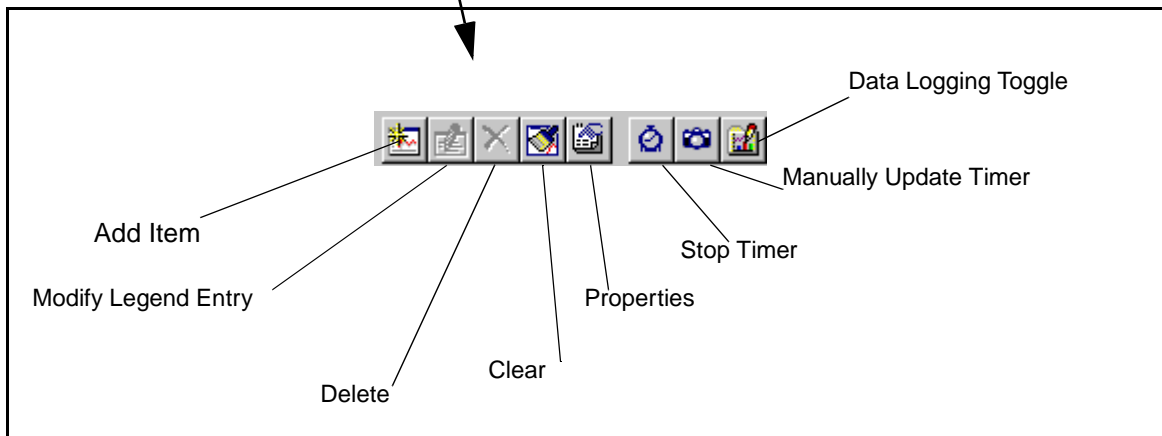 Data Logging Toggle
Manually Update Timer
Add Item
Stop Timer
Modify Legend Entry
Properties
Clear
Delete